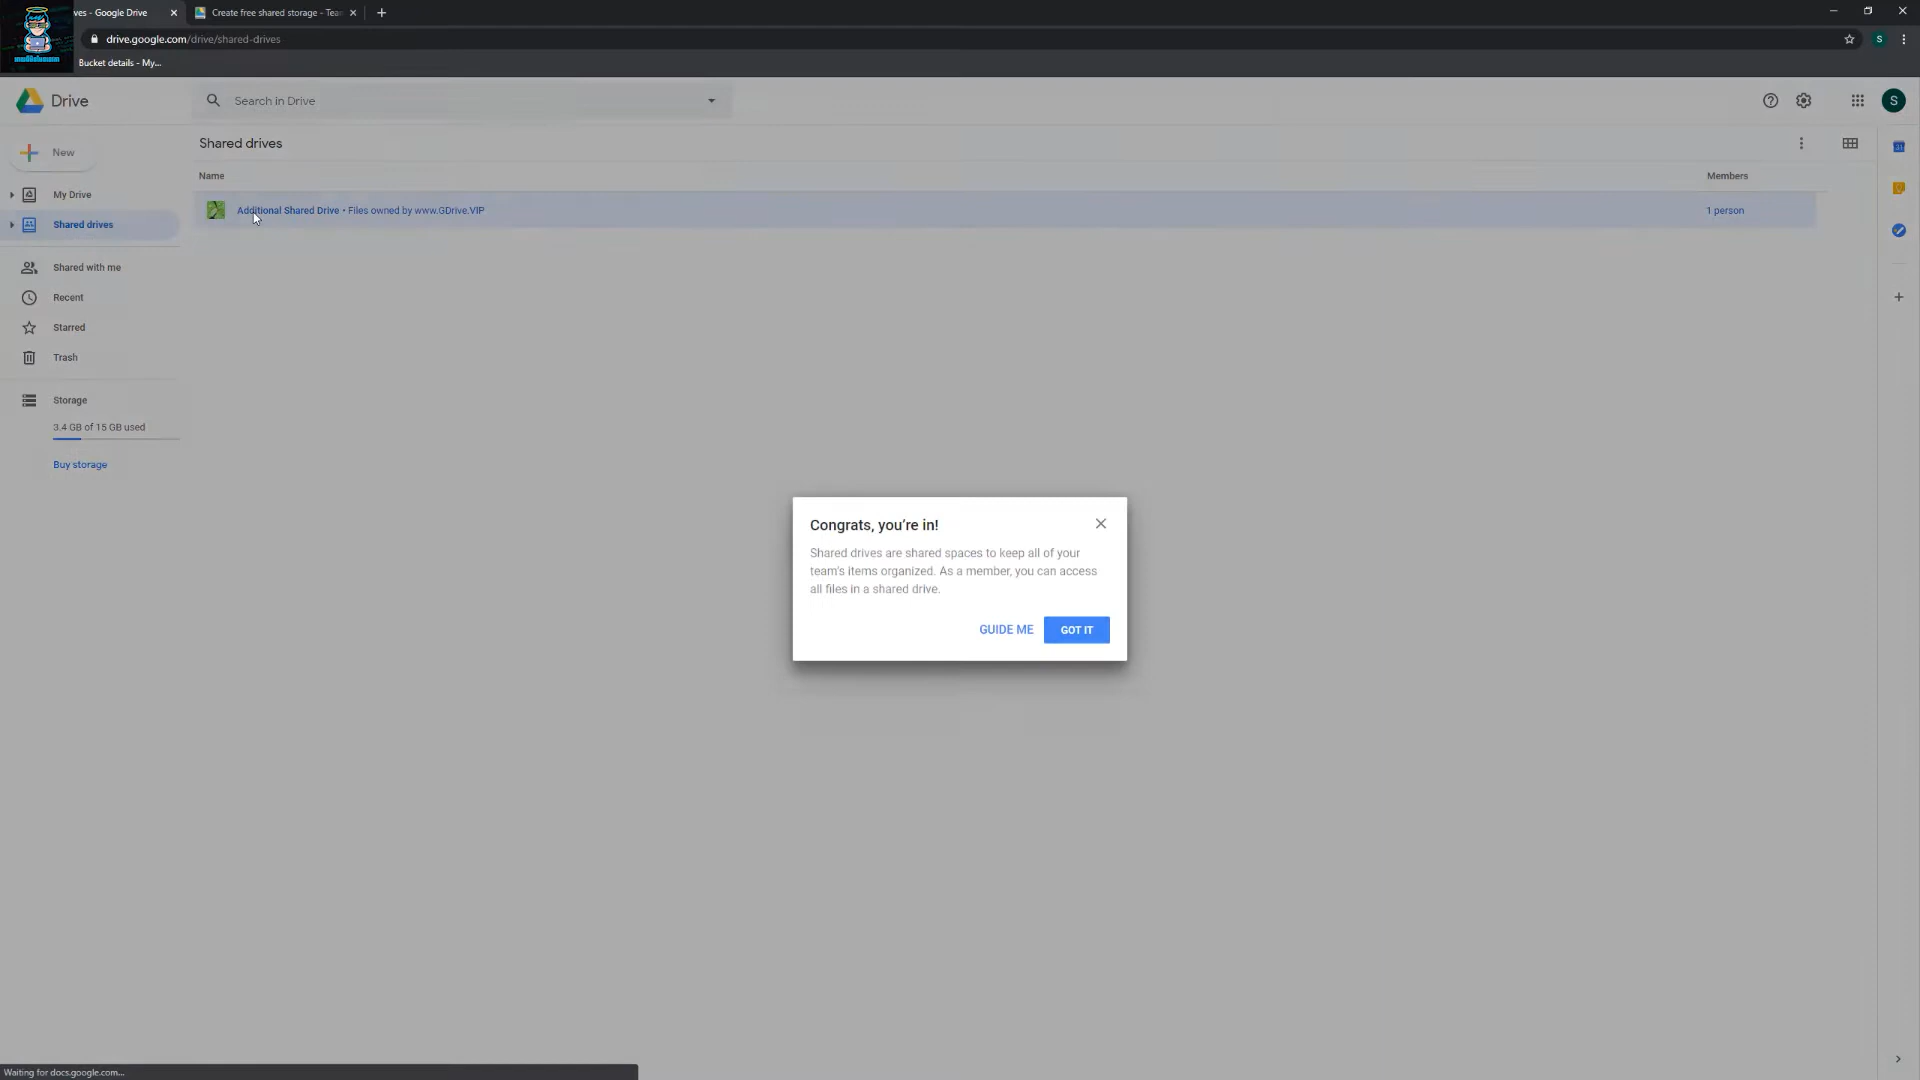 ves - Google Drive
Create free shared storage - Tea
drive.google.com/drive/shared-drives
S
Bucket details - My...
Drive
Search in Drive
S
New
Shared drives
Name
Members
My Drive
Additional Shared Drive • Files owned by www.GDrive.VIP
1 person
Shared drives
Shared with me
Recent
Starred
Trash
Storage
3.4 GB of 15 GB used
Buy storage
Congrats, you're in!
Shared drives are shared spaces to keep all of your
team's items organized. As a member, you can access
all files in a shared drive.
GUIDE ME
GOT IT
Waiting for docs.google.com...